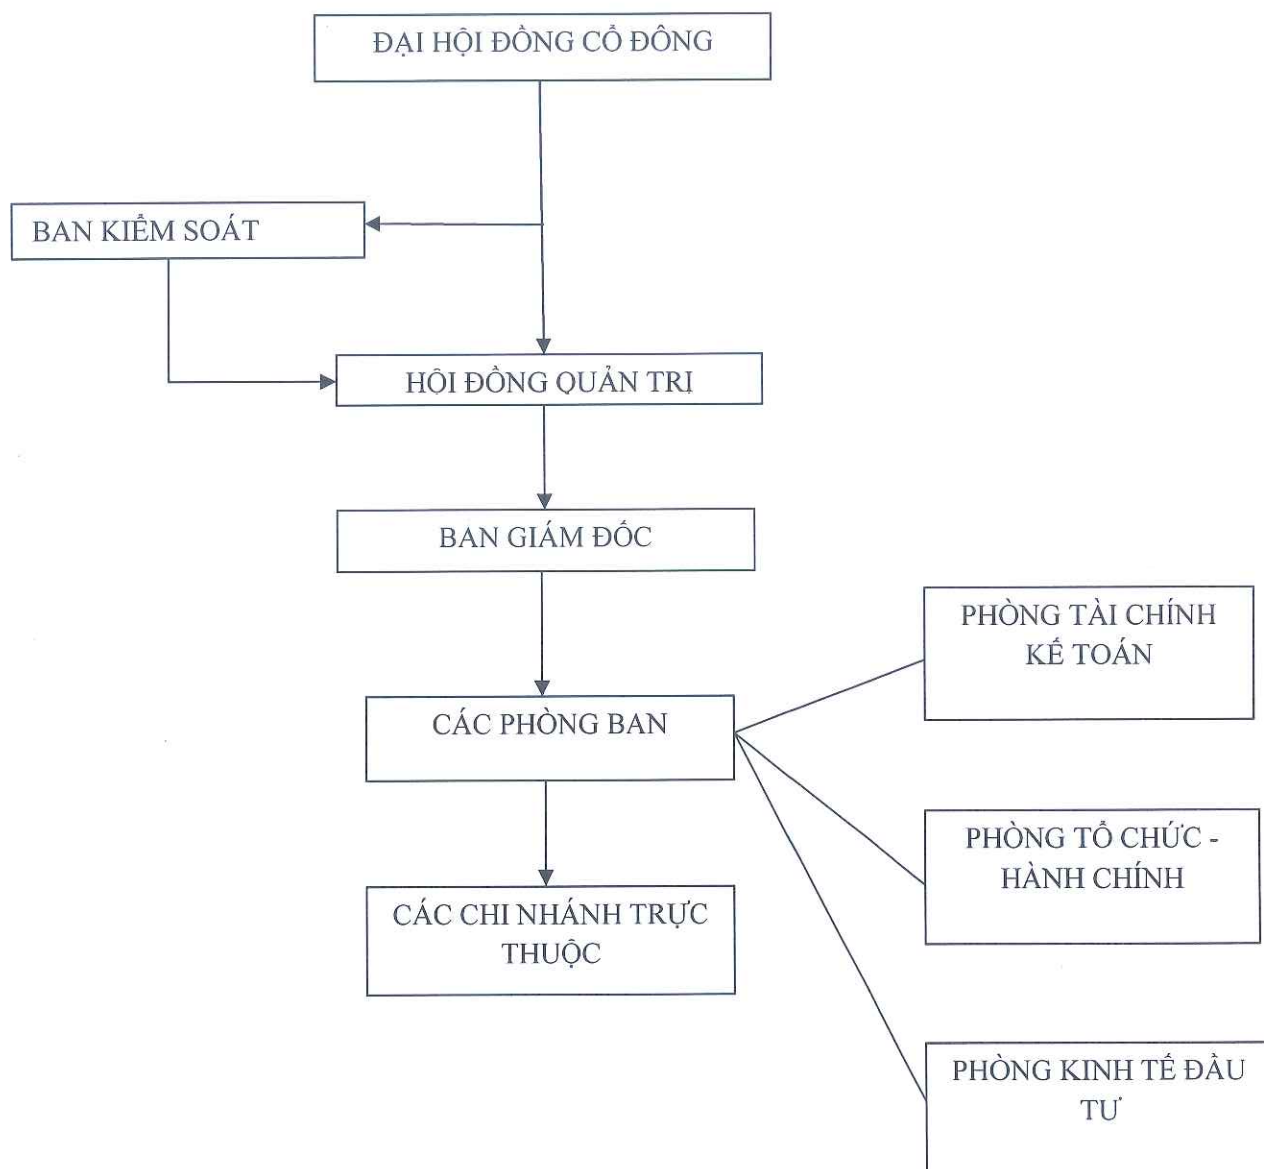 ĐẠI HỘI ĐỒNG CỔ ĐÔNG
BAN KIỂM SOÁT
HỘI ĐỒNG QUẢN TRỊ
BAN GIÁM ĐỐC
PHÒNG TÀI CHÍNH
KẾ TOÁN
CÁC PHÒNG BAN
PHÒNG TỔ CHỨC -
HÀNH CHÍNH
CÁC CHI NHÁNH TRỰC
THUỘC
PHÒNG KINH TẾ ĐẦU
TƯ